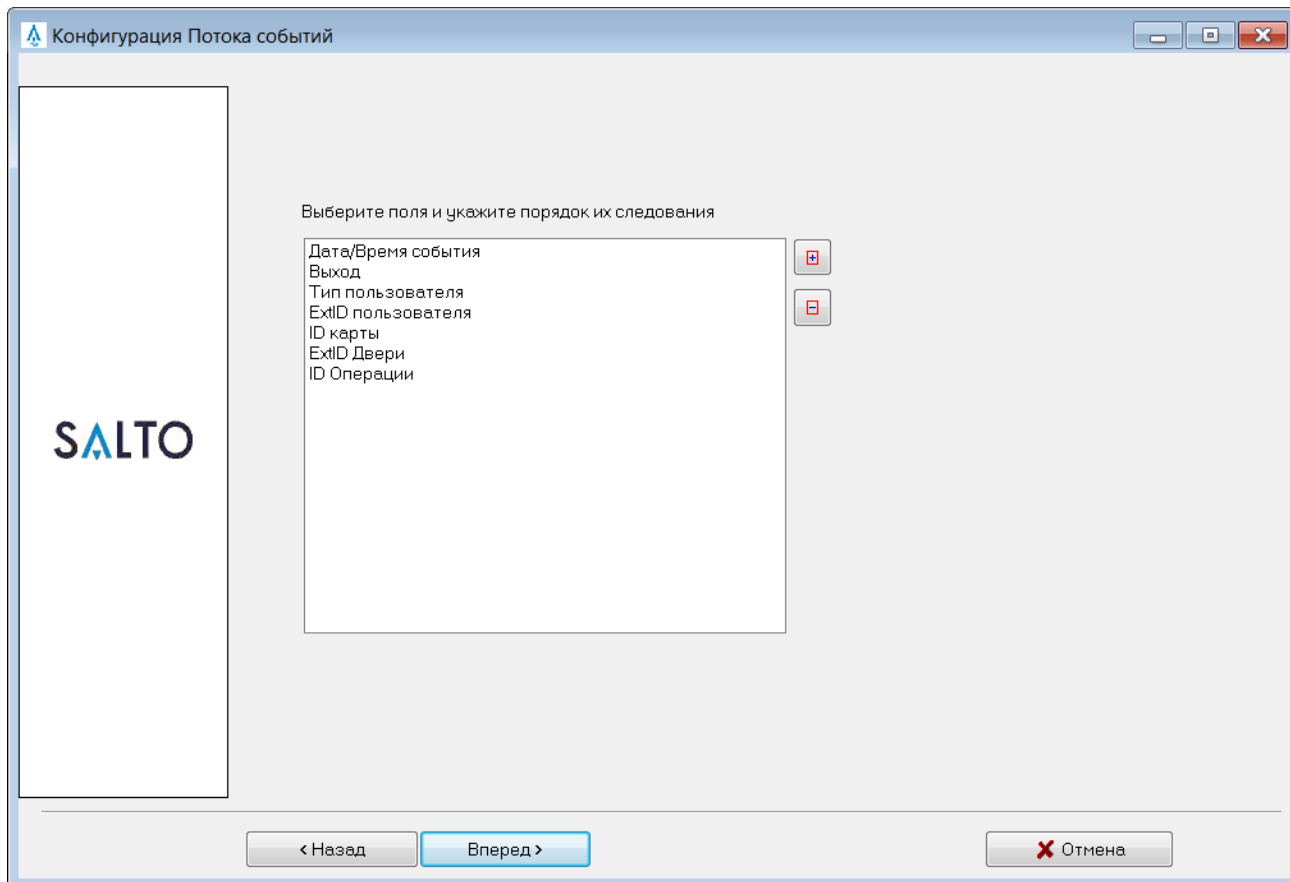 Конфигурация Потока событий
Выберите поля и укажите порядок их следования
Дата/Время события
Выход
Тип пользователя
ExtID пользователя
ID карты
ExtID Двери
ID Операции
SALTO
< Назад
Вперед >
Отмена